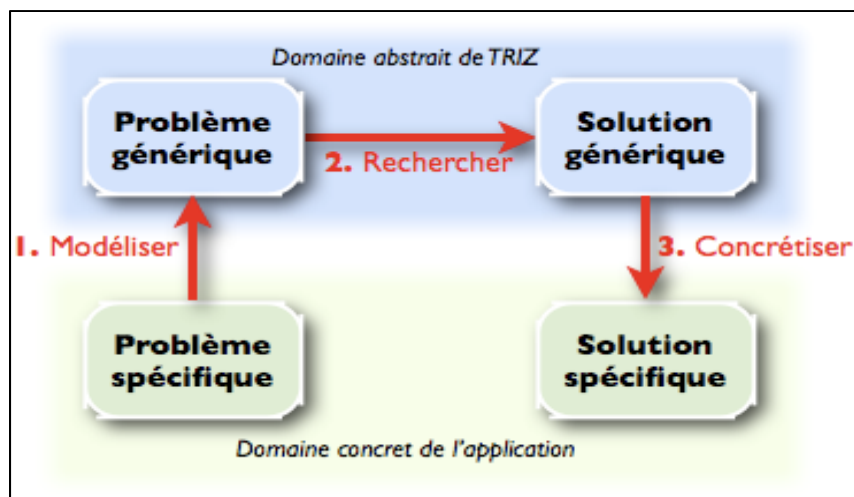 Domaine abstrait de TRIZ
Problème
générique
Solution
générique
2. Rechercher
1. Modéliser
3. Concrétiser
Problème
spécifique
Solution
spécifique
Domaine concret de l'application